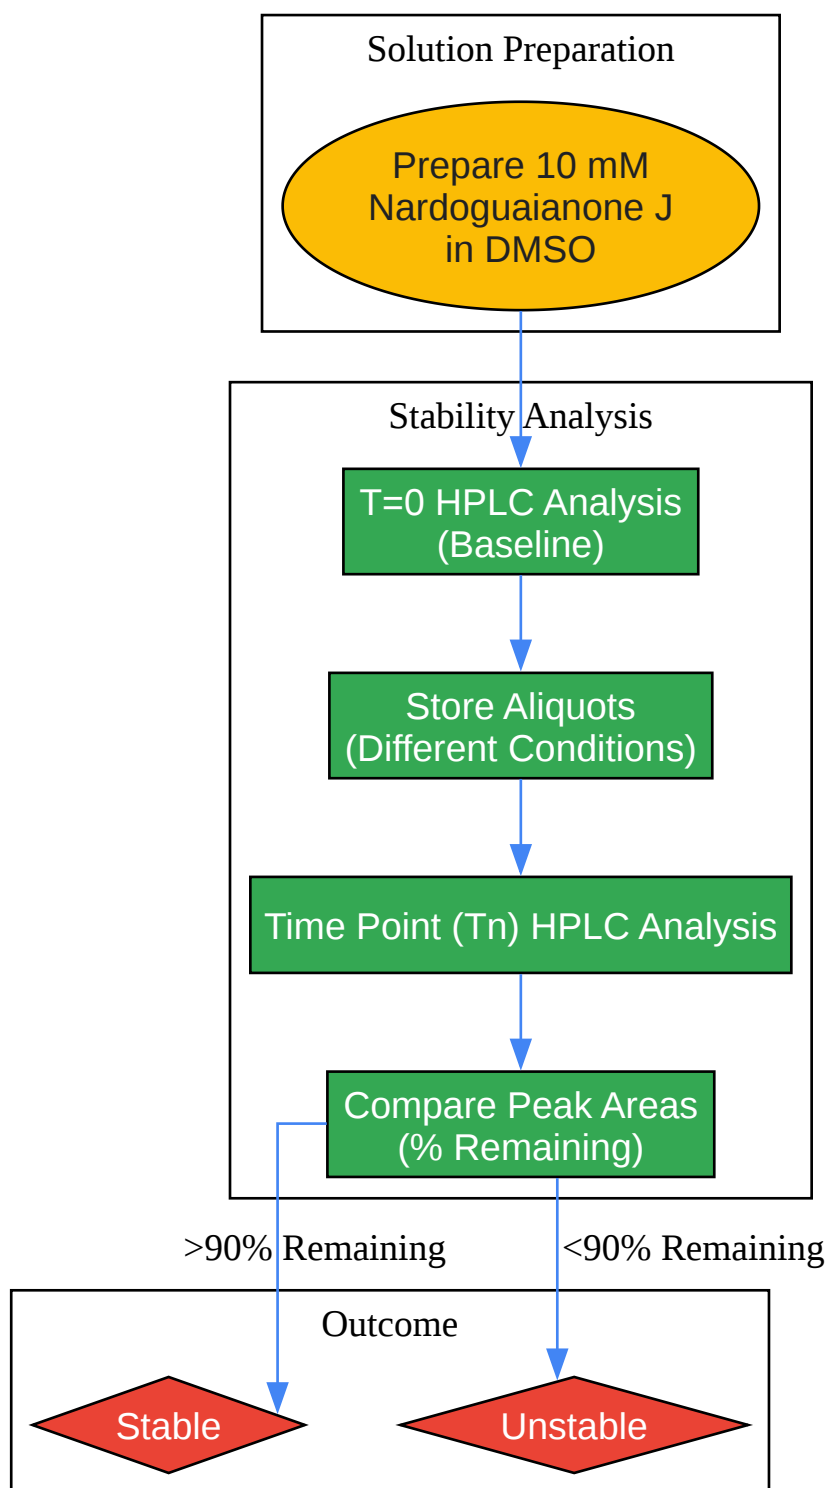 Solution Preparation
Prepare 10 mM
Nardoguaianone J
in DMSO
Stability Analysis
T=0 HPLC Analysis
(Baseline)
Store Aliquots
(Different Conditions)
Time Point (Tn) HPLC Analysis
Compare Peak Areas
(% Remaining)
>90% Remaining
<90% Remaining
Outcome
Stable
Unstable